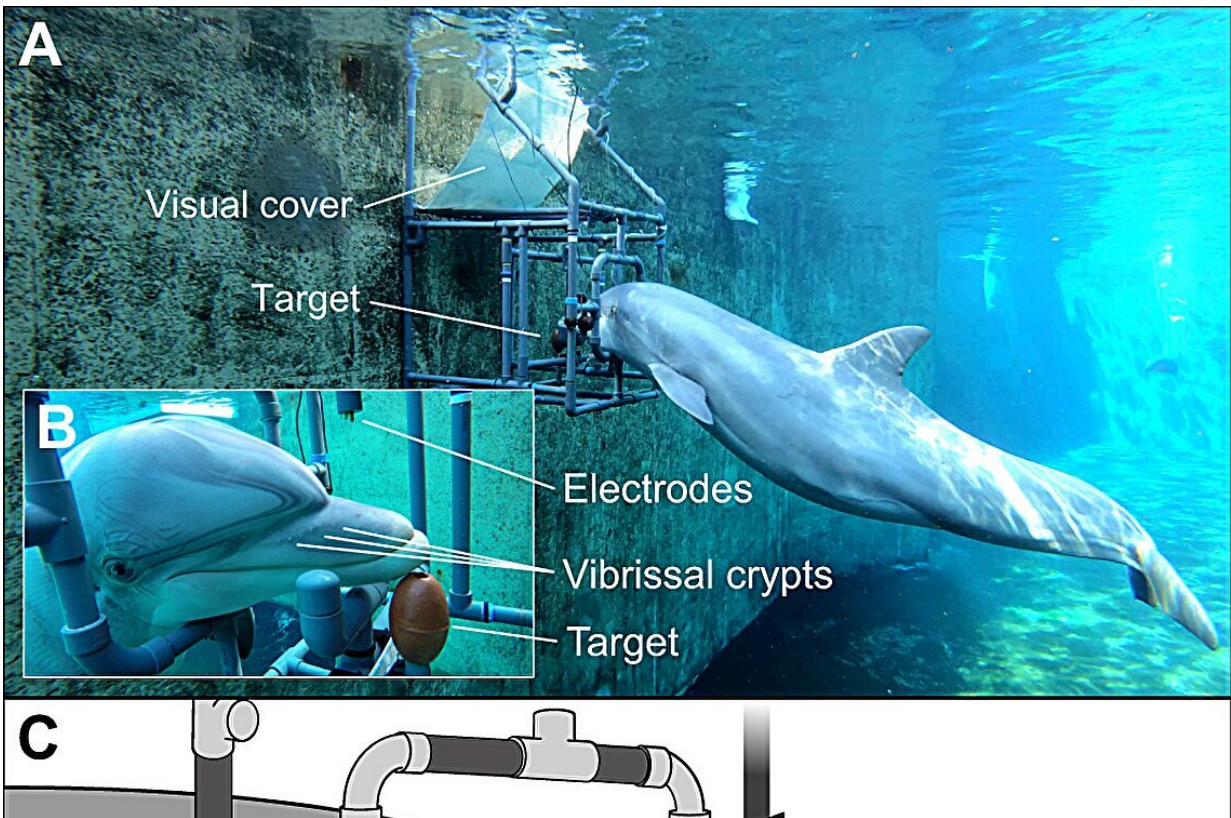 A
Visual cover
Target
B
Electrodes
Vibrissal crypts
Target
C